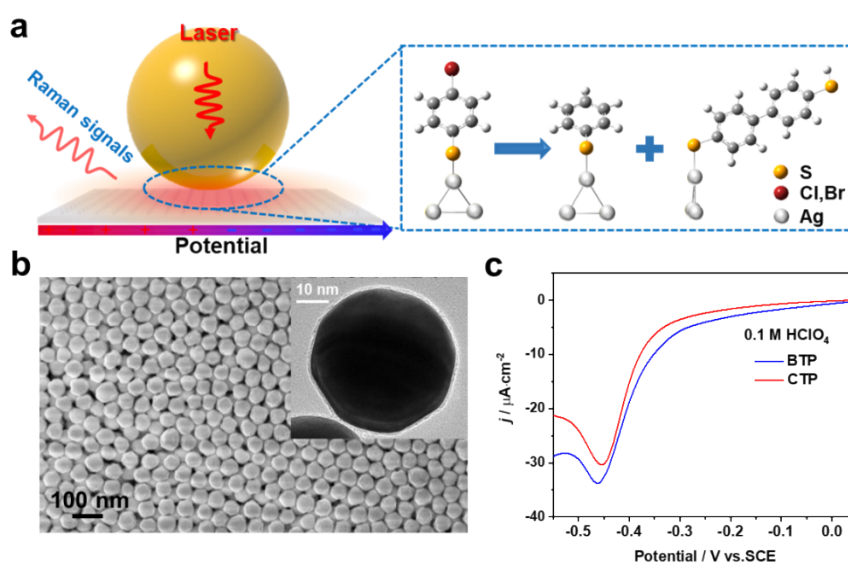 a
Laser
Raman signals
Potential
S
Cl,Br
Ag
b
10 nm
100 nm
c
0
-10
-20
-30
-40
j / μA·cm-2
0.1 M HClO4
BTP
CTP
-0.5
-0.4
-0.3
-0.2
-0.1
0.0
Potential / V vs.SCE